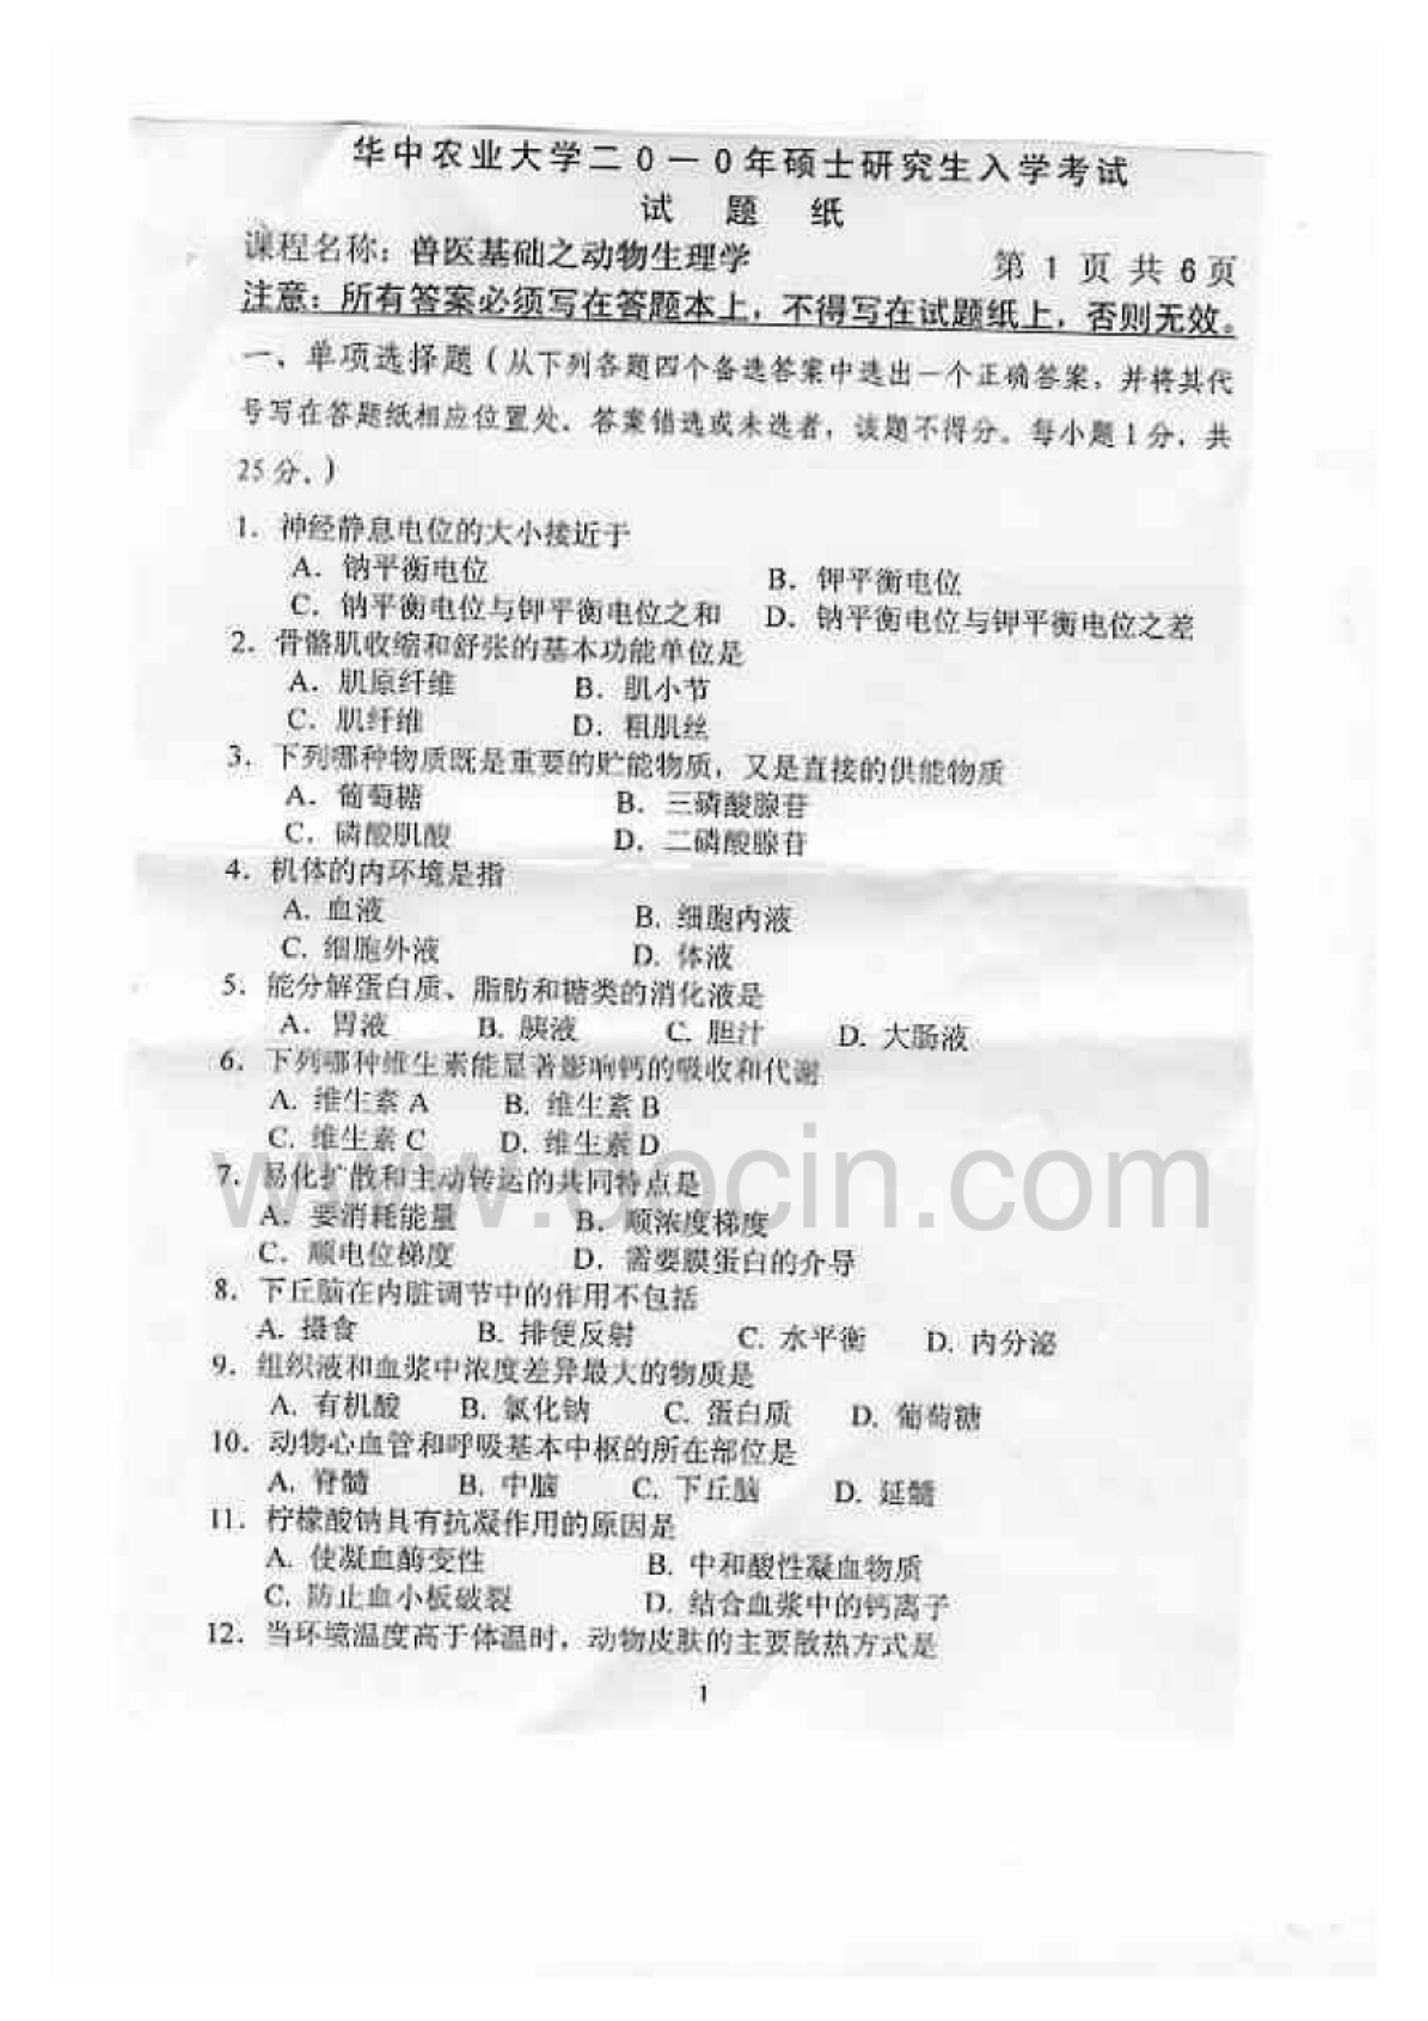 华中农业大学二0一0年硕士研究生入学考试
试 题 纸
课程名称：兽医基础之动物生理学 第 1 页 共 6 页
注意：所有答案必须写在答题本上，不得写在试题纸上，否则无效。
一、单项选择题（从下列各题四个备选答案中选出一个正确答案，并将其代
号写在答题纸相应位置处。答案错选或未选者，该题不得分。每小题 1 分，共
25 分。）
1．神经静息电位的大小接近于
A．钠平衡电位 B．钾平衡电位
C．钠平衡电位与钾平衡电位之和 D．钠平衡电位与钾平衡电位之差
2．骨骼肌收缩和舒张的基本功能单位是
A．肌原纤维 B．肌小节
C．肌纤维 D．粗肌丝
3．下列哪种物质既是重要的贮能物质，又是直接的供能物质
A．葡萄糖 B．三磷酸腺苷
C．磷酸肌酸 D．二磷酸腺苷
4．机体的内环境是指
A. 血液 B. 细胞内液
C. 细胞外液 D. 体液
5．能分解蛋白质、脂肪和糖类的消化液是
A．胃液 B. 胰液 C. 胆汁 D. 大肠液
6．下列哪种维生素能显著影响钙的吸收和代谢
A. 维生素 A B. 维生素 B
C. 维生素 C D. 维生素 D
7．易化扩散和主动转运的共同特点是
A．要消耗能量 B．顺浓度梯度
C．顺电位梯度 D．需要膜蛋白的介导
8．下丘脑在内脏调节中的作用不包括
A. 摄食 B. 排便反射 C. 水平衡 D. 内分泌
9．组织液和血浆中浓度差异最大的物质是
A. 有机酸 B. 氯化钠 C. 蛋白质 D. 葡萄糖
10．动物心血管和呼吸基本中枢的所在部位是
A. 脊髓 B. 中脑 C. 下丘脑 D. 延髓
11．柠檬酸钠具有抗凝作用的原因是
A. 使凝血酶变性 B. 中和酸性凝血物质
C. 防止血小板破裂 D. 结合血浆中的钙离子
12．当环境温度高于体温时，动物皮肤的主要散热方式是
1
www.docin.com